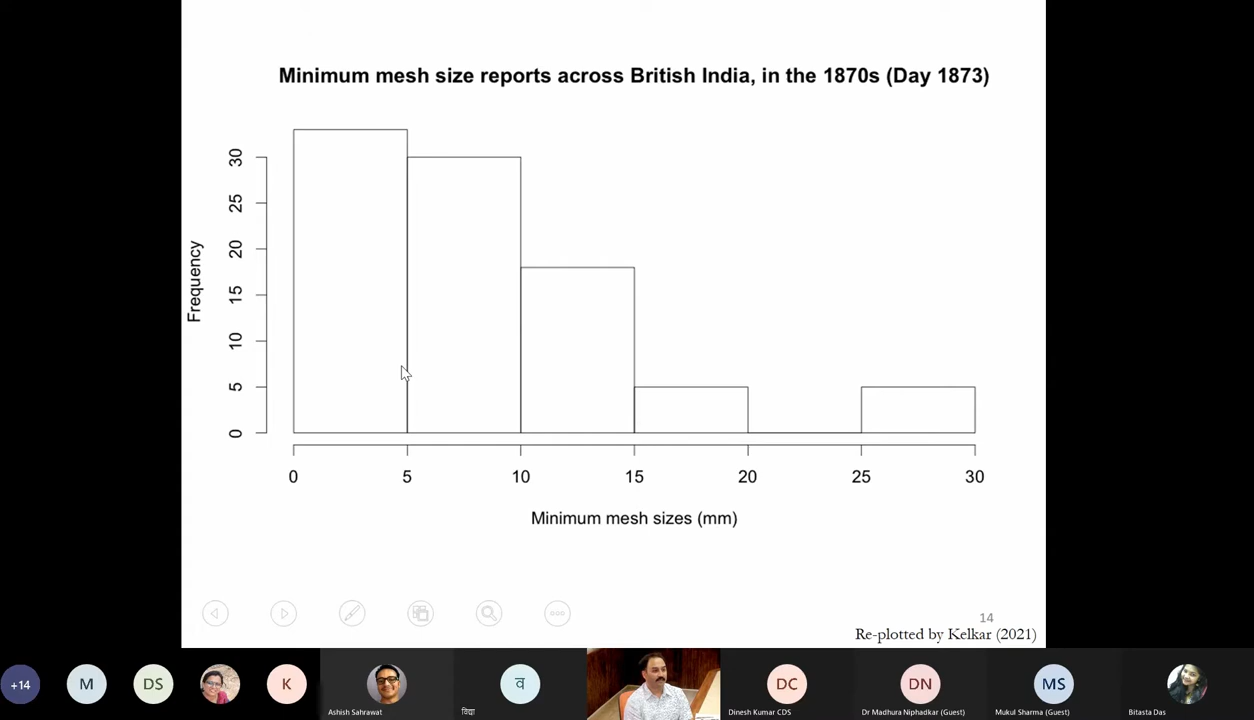 Minimum mesh size reports across British India, in the 1870s (Day 1873)
30
25
20
15
10
5
0
Frequency
0 5 10 15 20 25 30
Minimum mesh sizes (mm)
14
Re-plotted by Kelkar (2021)
+14 M DS K व DC DN MS
Ashish Sahrawat विद्या Dinesh Kumar CDS Dr Madhura Niphadkar (Guest) Mukul Sharma (Guest) Bitasta Das